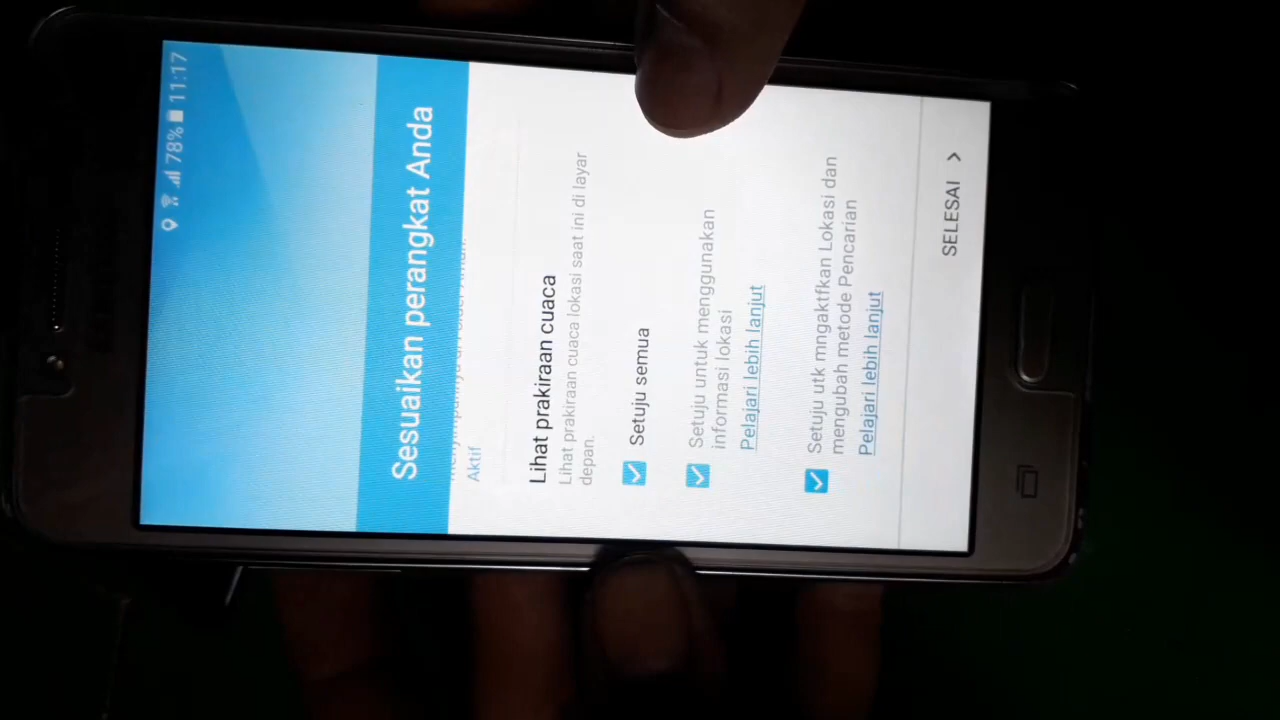 78% 11:17
Sesuaikan perangkat Anda
Aktif
Lihat prakiraan cuaca
Lihat prakiraan cuaca lokasi saat ini di layar
depan.
Setuju semua
Setuju untuk menggunakan
informasi lokasi
Pelajari lebih lanjut
Setuju utk mngaktfkan Lokasi dan
mengubah metode Pencarian
Pelajari lebih lanjut
SELESAI >